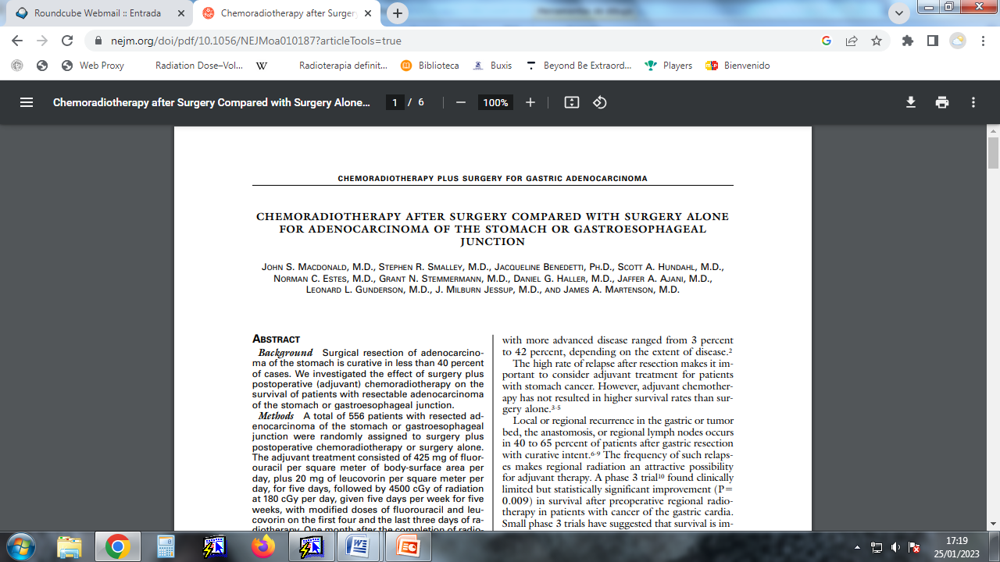 Roundcube Webmail :: Entrada
Chemoradiotherapy after Surger
nejm.org/doi/pdf/10.1056/NEJMoa010187?articleTools=true
Web Proxy
Radiation Dose–Vol...
Radioterapia definit...
Biblioteca
Buxis
Beyond Be Extraord...
Players
Bienvenido
Chemoradiotherapy after Surgery Compared with Surgery Alone...
1 / 6
100%
CHEMORADIOTHERAPY PLUS SURGERY FOR GASTRIC ADENOCARCINOMA
CHEMORADIOTHERAPY AFTER SURGERY COMPARED WITH SURGERY ALONE
FOR ADENOCARCINOMA OF THE STOMACH OR GASTROESOPHAGEAL
JUNCTION
JOHN S. MACDONALD, M.D., STEPHEN R. SMALLEY, M.D., JACQUELINE BENEDETTI, PH.D., SCOTT A. HUNDAHL, M.D.,
NORMAN C. ESTES, M.D., GRANT N. STEMMERMANN, M.D., DANIEL G. HALLER, M.D., JAFFER A. AJANI, M.D.,
LEONARD L. GUNDERSON, M.D., J. MILBURN JESSUP, M.D., AND JAMES A. MARTENSON, M.D.
ABSTRACT
Background Surgical resection of adenocarcino-
ma of the stomach is curative in less than 40 percent
of cases. We investigated the effect of surgery plus
postoperative (adjuvant) chemoradiotherapy on the
survival of patients with resectable adenocarcinoma
of the stomach or gastroesophageal junction.
Methods A total of 556 patients with resected ad-
enocarcinoma of the stomach or gastroesophageal
junction were randomly assigned to surgery plus
postoperative chemoradiotherapy or surgery alone.
The adjuvant treatment consisted of 425 mg of fluor-
ouracil per square meter of body-surface area per
day, plus 20 mg of leucovorin per square meter per
day, for five days, followed by 4500 cGy of radiation
at 180 cGy per day, given five days per week for five
weeks, with modified doses of fluorouracil and leu-
covorin on the first four and the last three days of ra-
diotherapy. One month after the completion of radio-
with more advanced disease ranged from 3 percent
to 42 percent, depending on the extent of disease.2
The high rate of relapse after resection makes it im-
portant to consider adjuvant treatment for patients
with stomach cancer. However, adjuvant chemother-
apy has not resulted in higher survival rates than sur-
gery alone.3-5
Local or regional recurrence in the gastric or tumor
bed, the anastomosis, or regional lymph nodes occurs
in 40 to 65 percent of patients after gastric resection
with curative intent.6-9 The frequency of such relaps-
es makes regional radiation an attractive possibility
for adjuvant therapy. A phase 3 trial10 found clinically
limited but statistically significant improvement (P=
0.009) in survival after preoperative regional radio-
therapy in patients with cancer of the gastric cardia.
Small phase 3 trials have suggested that survival is im-
17:19
25/01/2023